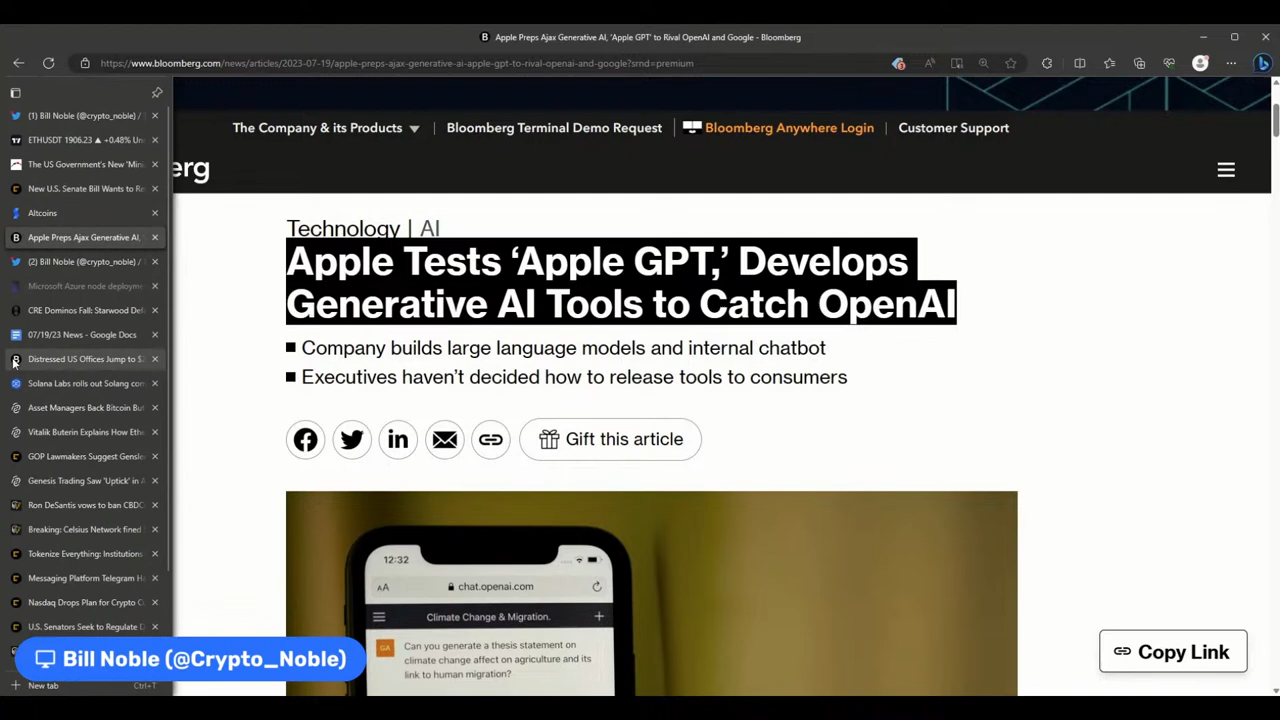 Apple Preps Ajax Generative AI, 'Apple GPT' to Rival OpenAI and Google - Bloomberg
https://www.bloomberg.com/news/articles/2023-07-19/apple-preps-ajax-generative-ai-apple-gpt-to-rival-openai-and-google?srnd=premium
(1) Bill Noble (@crypto_noble) /
ETHUSDT 1906.23 ▲ +0.48% Un
The US Government's New 'Min
New U.S. Senate Bill Wants to Re
Altcoins
Apple Preps Ajax Generative AI,
(2) Bill Noble (@crypto_noble) /
Microsoft Azure node deployme
CRE Dominos Fall: Starwood Def
07/19/23 News - Google Docs
Distressed US Offices Jump to $
Solana Labs rolls out Solang com
Asset Managers Back Bitcoin But
Vitalik Buterin Explains How Ethe
GOP Lawmakers Suggest Gensle
Genesis Trading Saw 'Uptick' in
Ron DeSantis vows to ban CBDC
Breaking: Celsius Network fined
Tokenize Everything: Institutions
Messaging Platform Telegram Ha
Nasdaq Drops Plan for Crypto C
U.S. Senators Seek to Regulate D
New tab Ctrl+T
The Company & its Products ▼ | Bloomberg Terminal Demo Request | Bloomberg Anywhere Login | Customer Support
erg
Technology | AI
Apple Tests ‘Apple GPT,’ Develops
Generative AI Tools to Catch OpenAI
Company builds large language models and internal chatbot
Executives haven’t decided how to release tools to consumers
Gift this article
12:32
AA chat.openai.com
Climate Change & Migration.
GA
Can you generate a thesis statement on
climate change affect on agriculture and its
link to human migration?
Copy Link
Bill Noble (@Crypto_Noble)